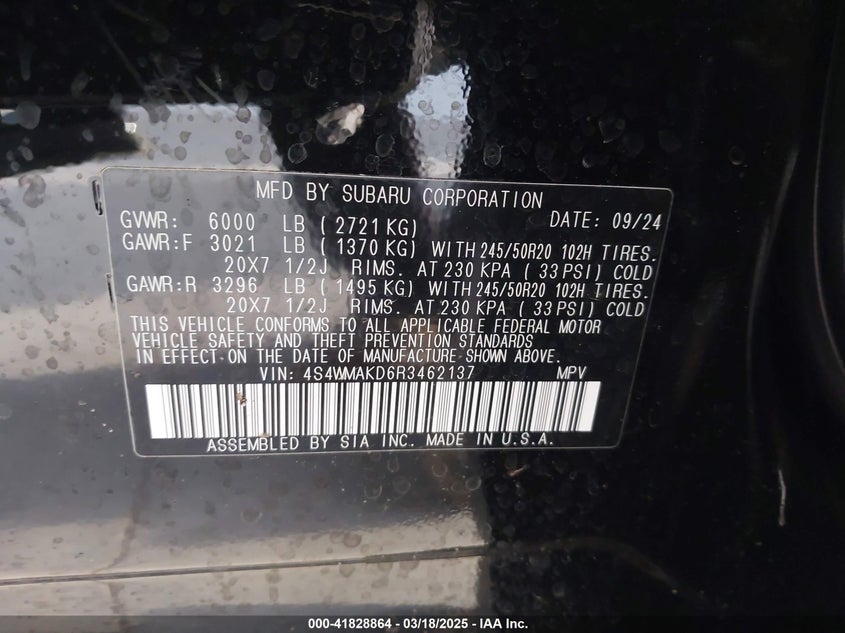 MFD BY SUBARU CORPORATION
GVWR: 6000 LB ( 2721 KG) DATE: 09/24
GAWR:F 3021 LB ( 1370 KG) WITH 245/50R20 102H TIRES.
20X7 1/2J RIMS. AT 230 KPA ( 33 PSI) COLD
GAWR:R 3296 LB ( 1495 KG) WITH 245/50R20 102H TIRES.
20X7 1/2J RIMS. AT 230 KPA ( 33 PSI) COLD
THIS VEHICLE CONFORMS TO ALL APPLICABLE FEDERAL MOTOR
VEHICLE SAFETY AND THEFT PREVENTION STANDARDS
IN EFFECT ON THE DATE OF MANUFACTURE SHOWN ABOVE.
VIN: 4S4WMAKD6R3462137 MPV
ASSEMBLED BY SIA INC. MADE IN U.S.A.
000-41828864 - 03/18/2025 - IAA Inc.